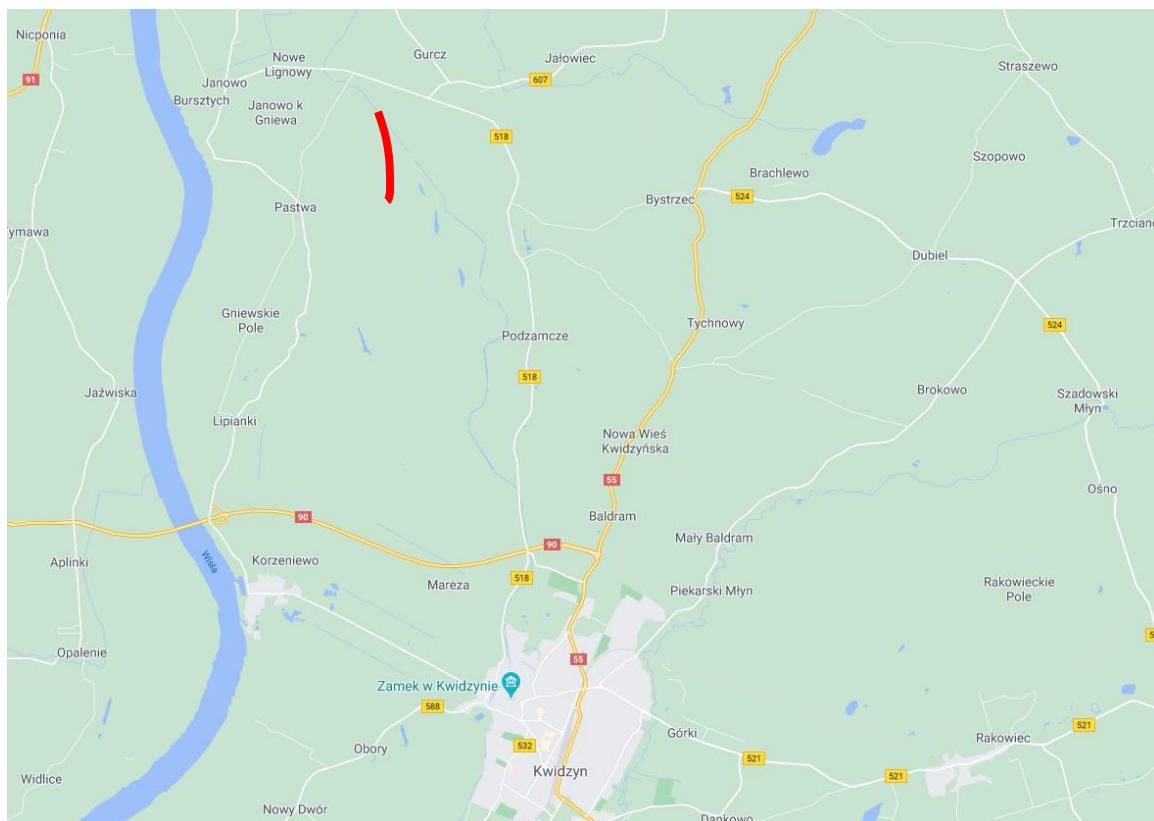 Nicponia
91
Janowo
Bursztych
Nowe
Lignowy
Janowo k
Gniewa
Gurcz
Jałowiec
607
518
Straszewo
Szopowo
Brachlewo
Bystrzec
524
Trzciane
Dubiel
Pastwa
Tymawa
Gniewskie
Pole
Podzamcze
518
Tychnowy
524
Jaźwiska
Lipianki
Brokowo
Szadowski
Młyn
Nowa Wieś
Kwidzyńska
55
Ośno
90
Baldram
Mały Baldram
Wisła
Aplinki
Korzeniewo
90
518
Mareza
Piekarski Młyn
Rakowieckie
Pole
5
Opalenie
55
Zamek w Kwidzynie
588
Górki
521
Rakowiec
Obory
532
Kwidzyn
521
521
Widlice
Nowy Dwór
Dankowo